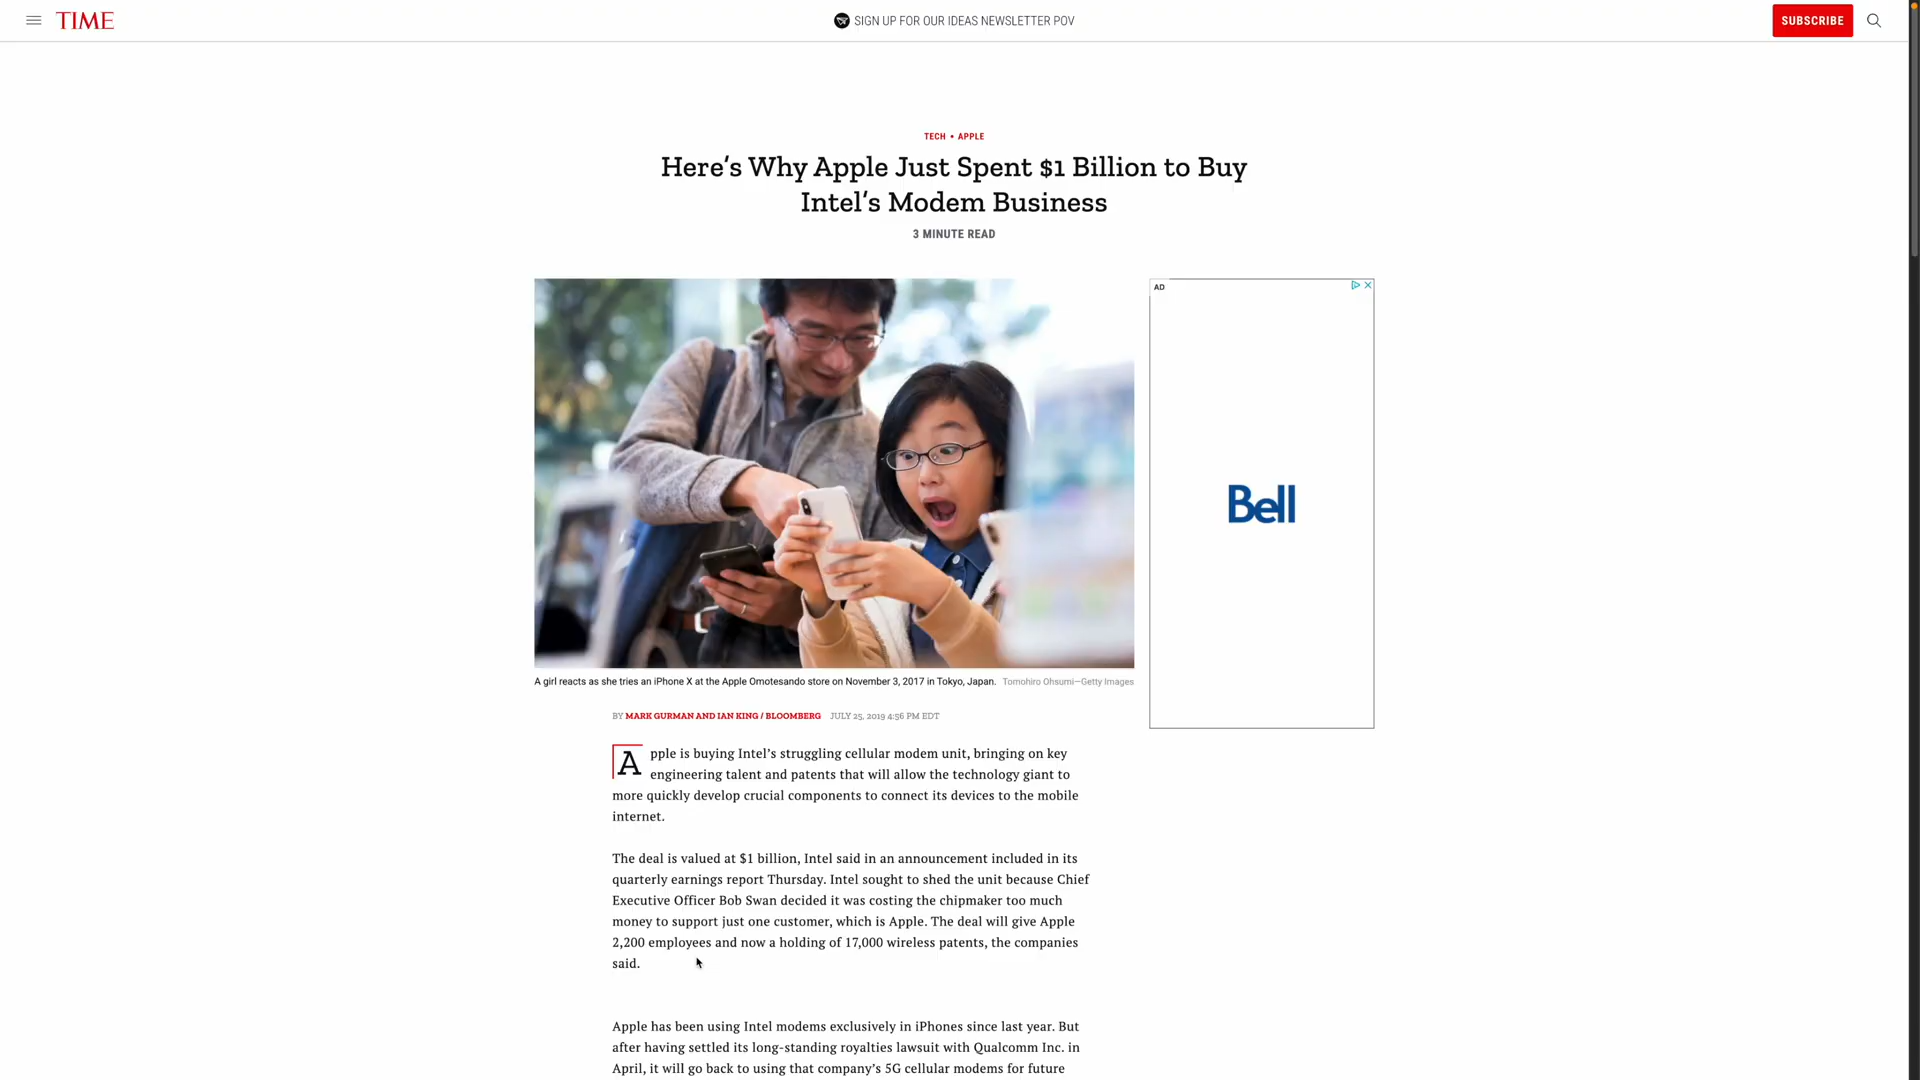 TIME
SIGN UP FOR OUR IDEAS NEWSLETTER POV
SUBSCRIBE
TECH • APPLE
Here’s Why Apple Just Spent $1 Billion to Buy
Intel’s Modem Business
3 MINUTE READ
AD
Bell
A girl reacts as she tries an iPhone X at the Apple Omotesando store on November 3, 2017 in Tokyo, Japan. Tomohiro Ohsumi—Getty Images
BY MARK GURMAN AND IAN KING / BLOOMBERG JULY 25, 2019 4:56 PM EDT
Apple is buying Intel’s struggling cellular modem unit, bringing on key
engineering talent and patents that will allow the technology giant to
more quickly develop crucial components to connect its devices to the mobile
internet.
The deal is valued at $1 billion, Intel said in an announcement included in its
quarterly earnings report Thursday. Intel sought to shed the unit because Chief
Executive Officer Bob Swan decided it was costing the chipmaker too much
money to support just one customer, which is Apple. The deal will give Apple
2,200 employees and now a holding of 17,000 wireless patents, the companies
said.
Apple has been using Intel modems exclusively in iPhones since last year. But
after having settled its long-standing royalties lawsuit with Qualcomm Inc. in
April, it will go back to using that company’s 5G cellular modems for future